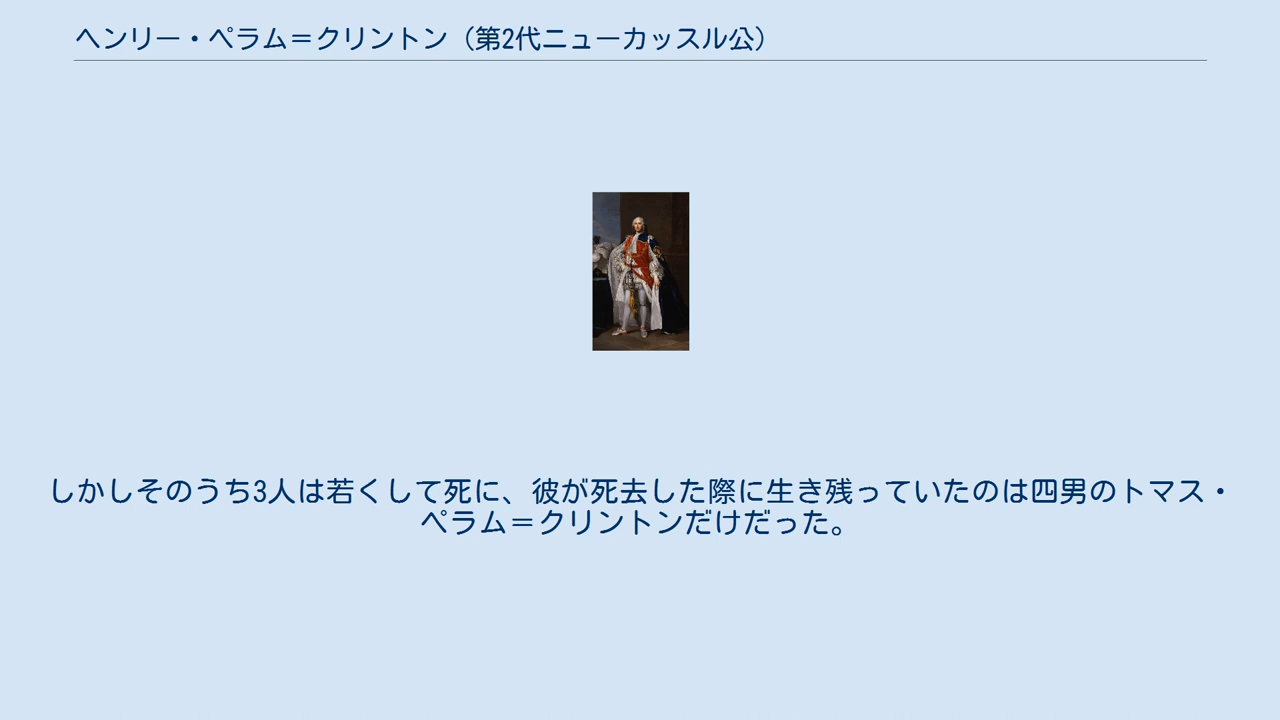 ヘンリー・ペラム＝クリントン（第2代ニューカッスル公）
しかしそのうち3人は若くして死に、彼が死去した際に生き残っていたのは四男のトマス・
ペラム＝クリントンだけだった。